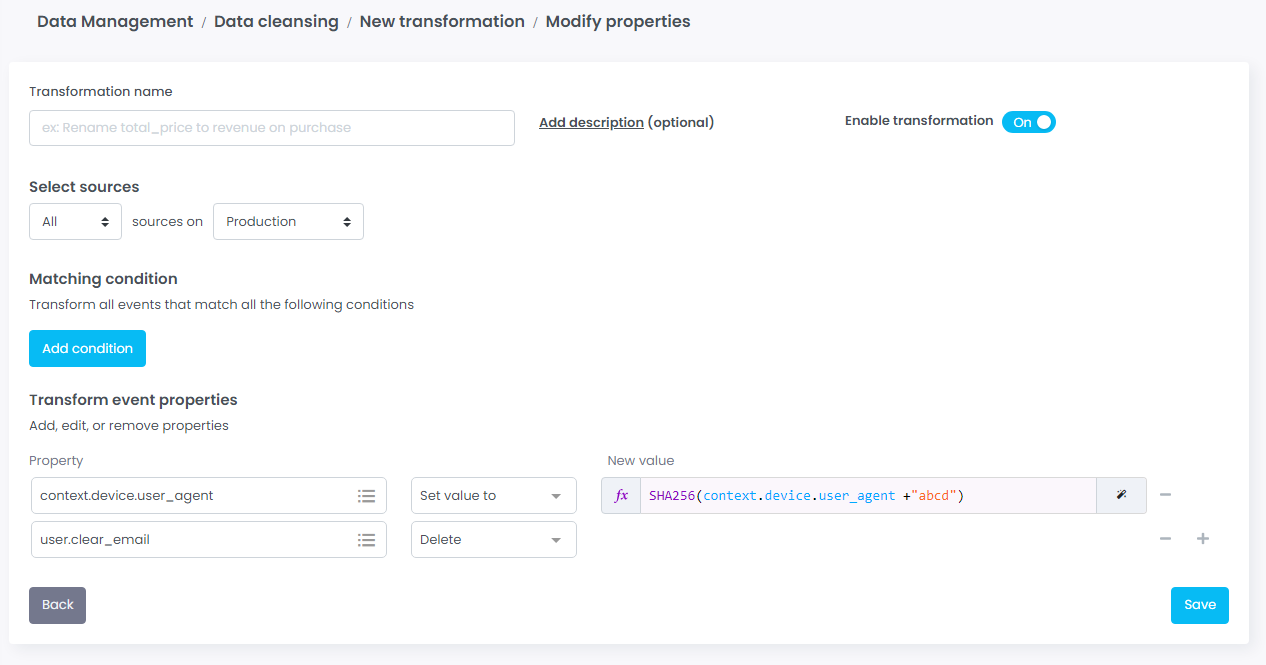 Data Management / Data cleansing / New transformation / Modify properties
Transformation name
ex: Rename total_price to revenue on purchase
Add description (optional)
Enable transformation On
Select sources
All sources on Production
Matching condition
Transform all events that match all the following conditions
Add condition
Transform event properties
Add, edit, or remove properties
Property New value
context.device.user_agent Set value to fx SHA256(context.device.user_agent +"abcd")
user.clear_email Delete
Back Save